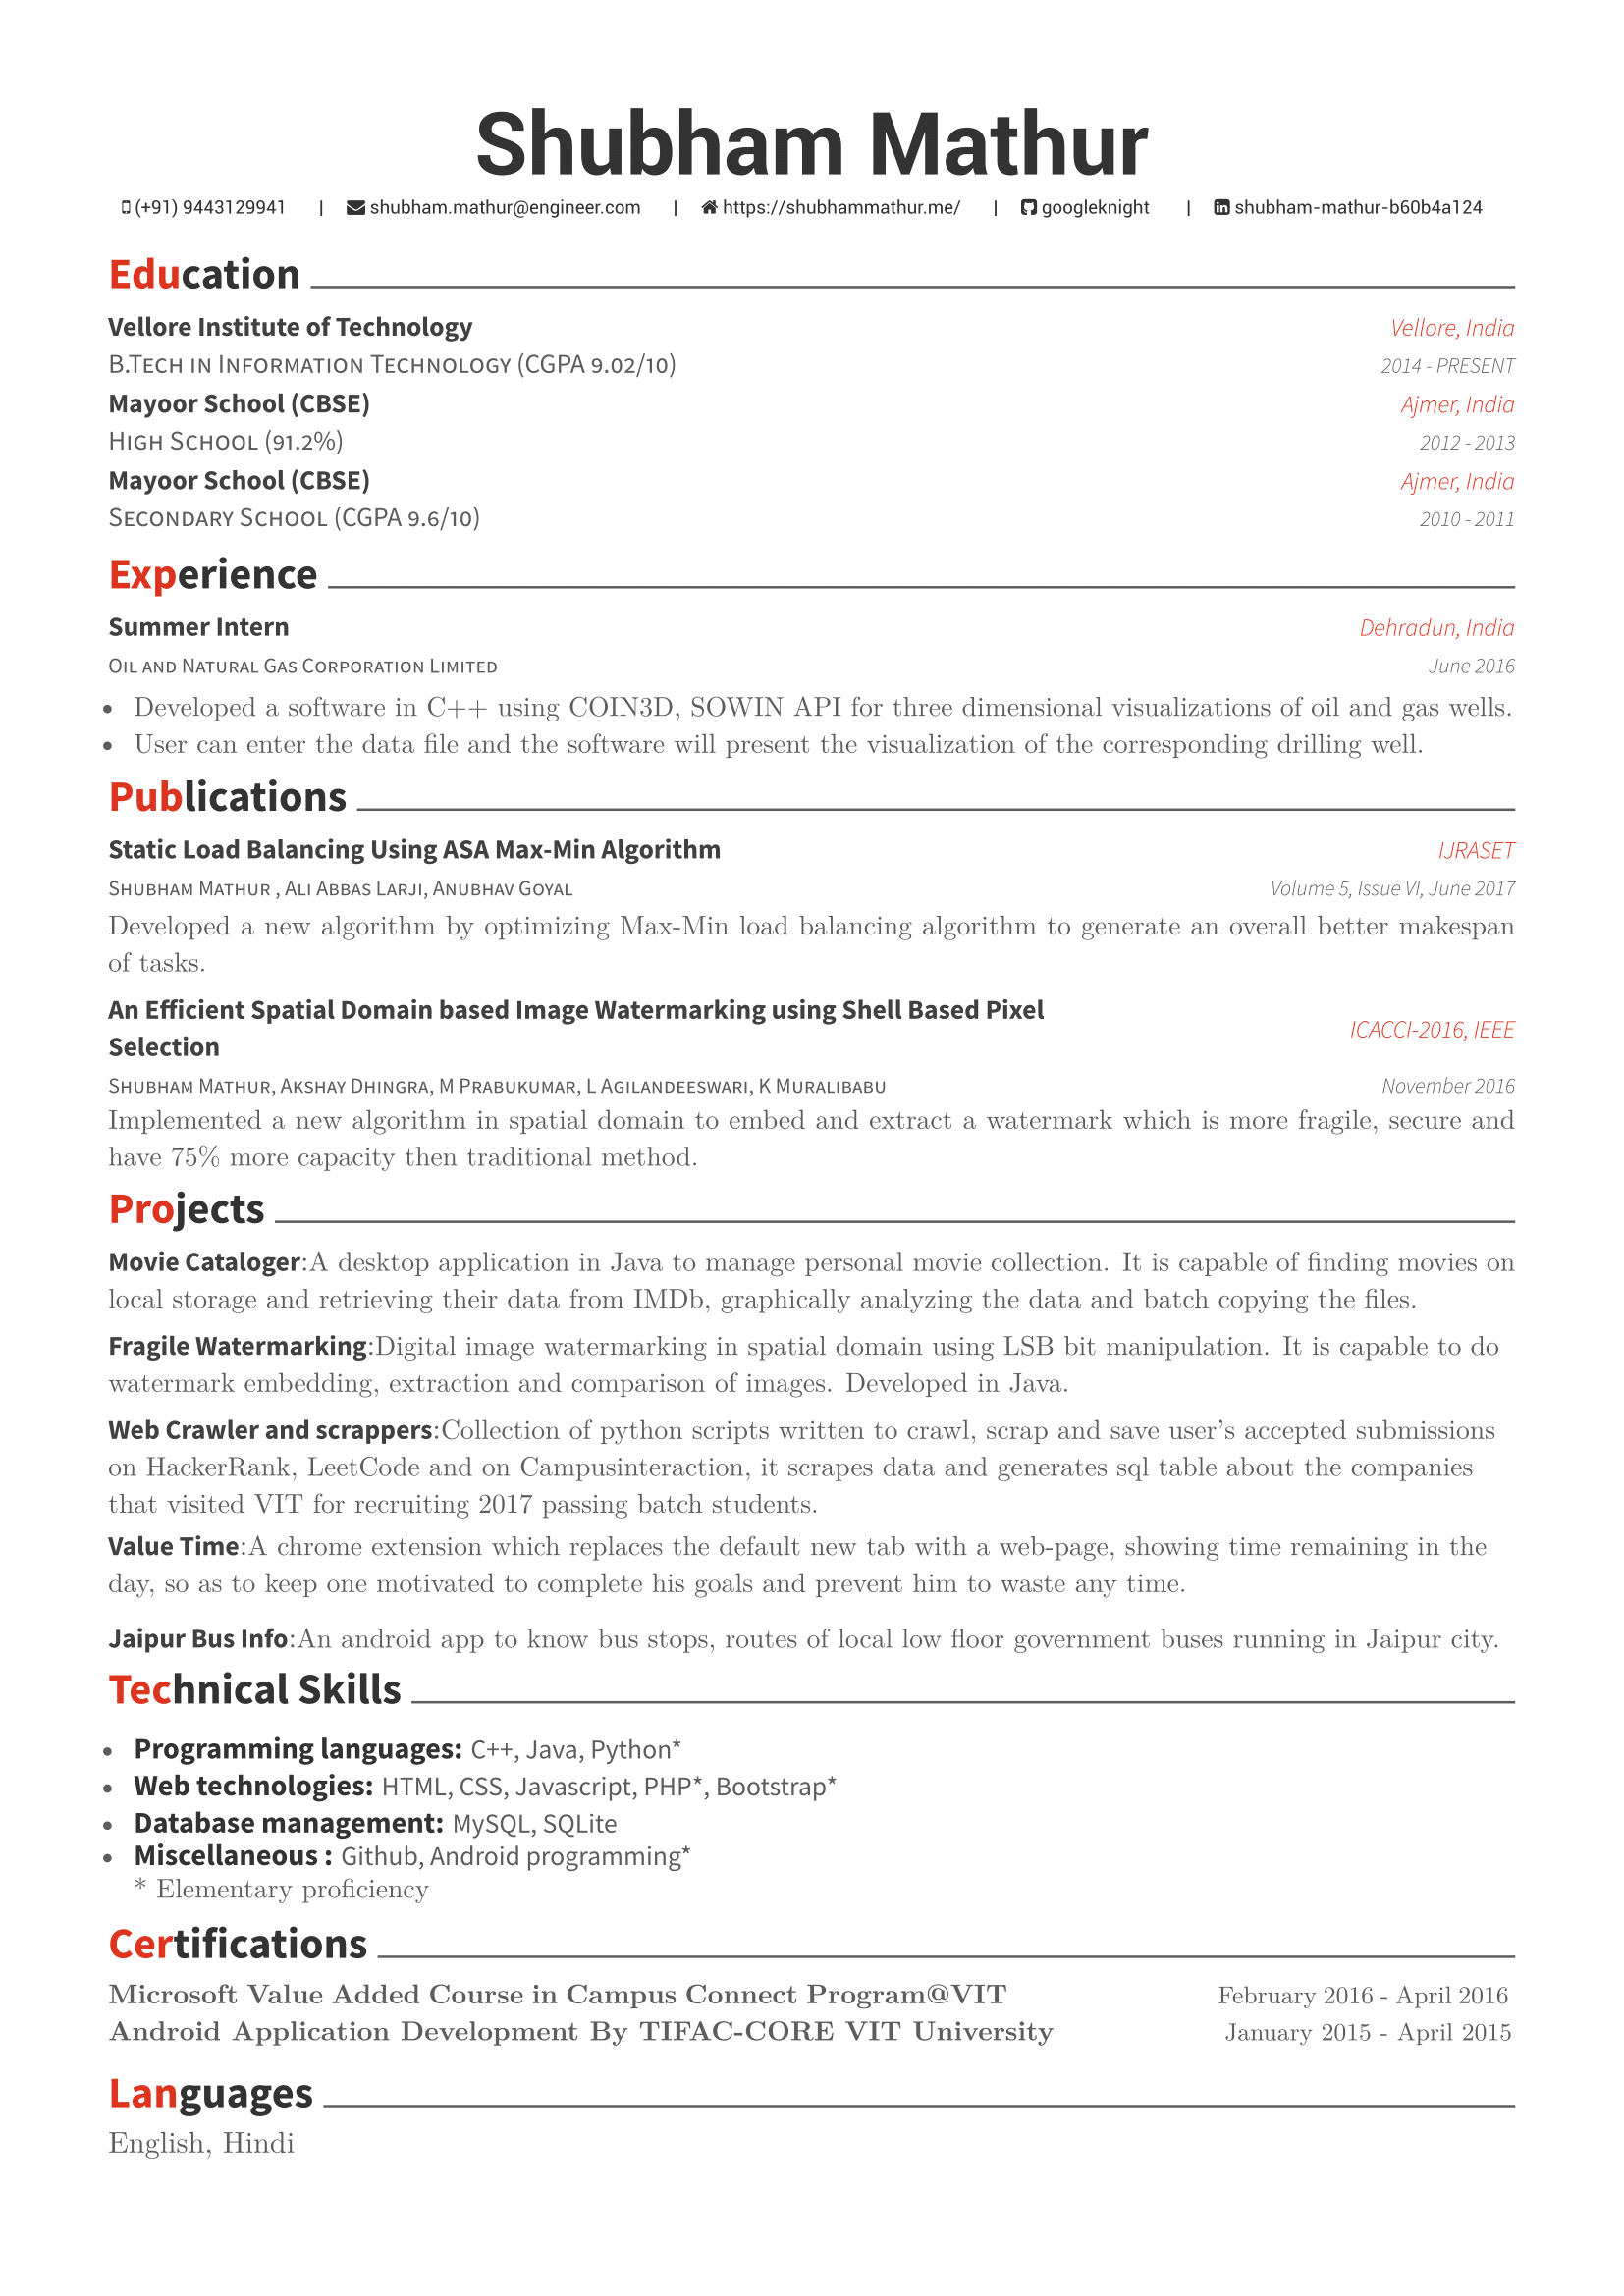 Shubham Mathur
(+91) 9443129941 | shubham.mathur@engineer.com | https://shubhammathur.me/ | googleknight | shubham-mathur-b60b4a124
Education
Vellore Institute of Technology Vellore, India
B.Tech in Information Technology (CGPA 9.02/10) 2014 - PRESENT
Mayoor School (CBSE) Ajmer, India
High School (91.2%) 2012 - 2013
Mayoor School (CBSE) Ajmer, India
Secondary School (CGPA 9.6/10) 2010 - 2011
Experience
Summer Intern Dehradun, India
Oil and Natural Gas Corporation Limited June 2016
• Developed a software in C++ using COIN3D, SOWIN API for three dimensional visualizations of oil and gas wells.
• User can enter the data file and the software will present the visualization of the corresponding drilling well.
Publications
Static Load Balancing Using ASA Max-Min Algorithm IJRASET
Shubham Mathur , Ali Abbas Larji, Anubhav Goyal Volume 5, Issue VI, June 2017
Developed a new algorithm by optimizing Max-Min load balancing algorithm to generate an overall better makespan
of tasks.
An Efficient Spatial Domain based Image Watermarking using Shell Based Pixel
Selection ICACCI-2016, IEEE
Shubham Mathur, Akshay Dhingra, M Prabukumar, L Agilandeeswari, K Muralibabu November 2016
Implemented a new algorithm in spatial domain to embed and extract a watermark which is more fragile, secure and
have 75% more capacity then traditional method.
Projects
Movie Cataloger:A desktop application in Java to manage personal movie collection. It is capable of finding movies on
local storage and retrieving their data from IMDb, graphically analyzing the data and batch copying the files.
Fragile Watermarking:Digital image watermarking in spatial domain using LSB bit manipulation. It is capable to do
watermark embedding, extraction and comparison of images. Developed in Java.
Web Crawler and scrappers:Collection of python scripts written to crawl, scrap and save user's accepted submissions
on HackerRank, LeetCode and on Campusinteraction, it scrapes data and generates sql table about the companies
that visited VIT for recruiting 2017 passing batch students.
Value Time:A chrome extension which replaces the default new tab with a web-page, showing time remaining in the
day, so as to keep one motivated to complete his goals and prevent him to waste any time.
Jaipur Bus Info:An android app to know bus stops, routes of local low floor government buses running in Jaipur city.
Technical Skills
• Programming languages: C++, Java, Python*
• Web technologies: HTML, CSS, Javascript, PHP*, Bootstrap*
• Database management: MySQL, SQLite
• Miscellaneous : Github, Android programming*
* Elementary proficiency
Certifications
Microsoft Value Added Course in Campus Connect Program@VIT February 2016 - April 2016
Android Application Development By TIFAC-CORE VIT University January 2015 - April 2015
Languages
English, Hindi